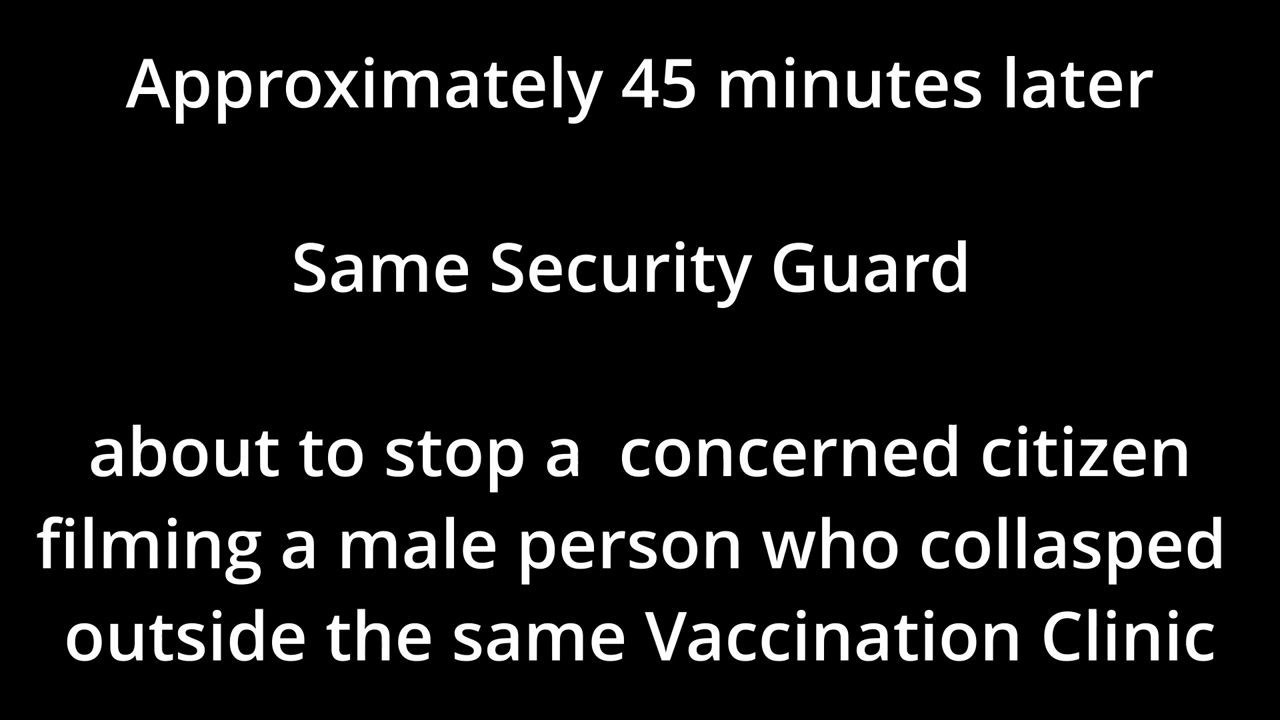 Approximately 45 minutes later
Same Security Guard
about to stop a  concerned citizen
filming a male person who collasped
outside the same Vaccination Clinic